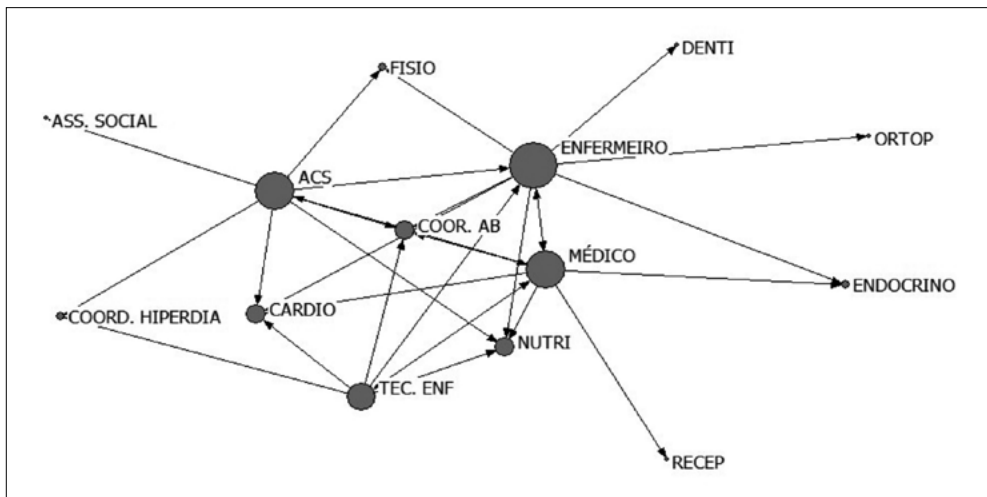 DENTI
FISIO
ASS. SOCIAL
ORTOP
ENFERMEIRO
ACS
COOR. AB
MÉDICO
ENDOCRINO
CARDIO
COORD. HIPERDIA
NUTRI
TEC. ENF
RECEP